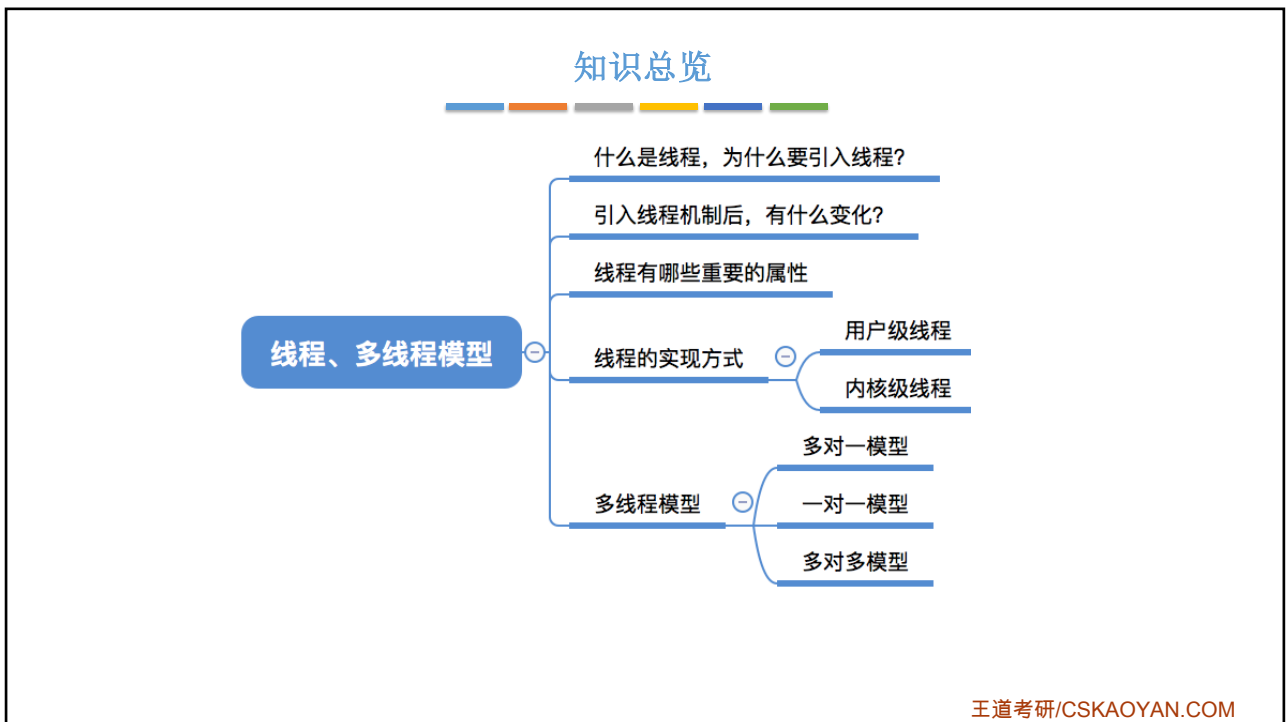 知识总览
什么是线程，为什么要引入线程？
引入线程机制后，有什么变化？
线程有哪些重要的属性
线程、多线程模型
线程的实现方式
用户级线程
内核级线程
多线程模型
多对一模型
一对一模型
多对多模型
王道考研/CSKAOYAN.COM